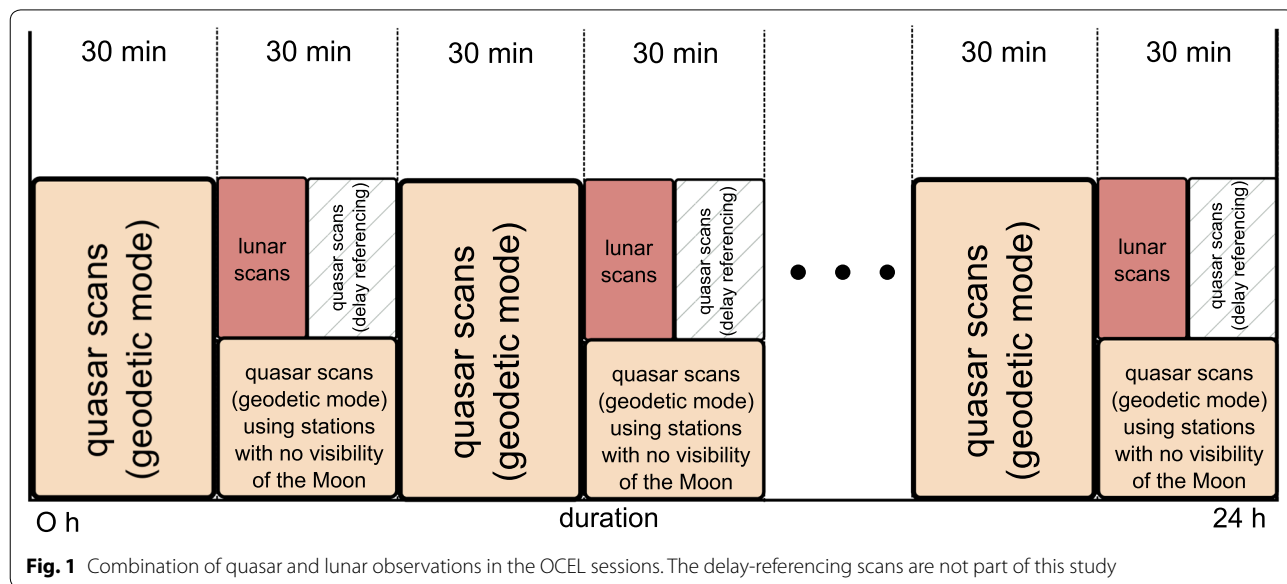 30 min
30 min
30 min
30 min
30 min
30 min
quasar scans
(geodetic mode)
lunar
scans
quasar scans
(delay referencing)
quasar scans
(geodetic mode)
using stations
with no visibility
of the Moon
quasar scans
(geodetic mode)
lunar
scans
quasar scans
(delay referencing)
quasar scans
(geodetic mode)
using stations
with no visibility
of the Moon
quasar scans
(geodetic mode)
lunar
scans
quasar scans
(delay referencing)
quasar scans
(geodetic mode)
using stations
with no visibility
of the Moon
O h
duration
24 h
Fig. 1 Combination of quasar and lunar observations in the OCEL sessions. The delay-referencing scans are not part of this study